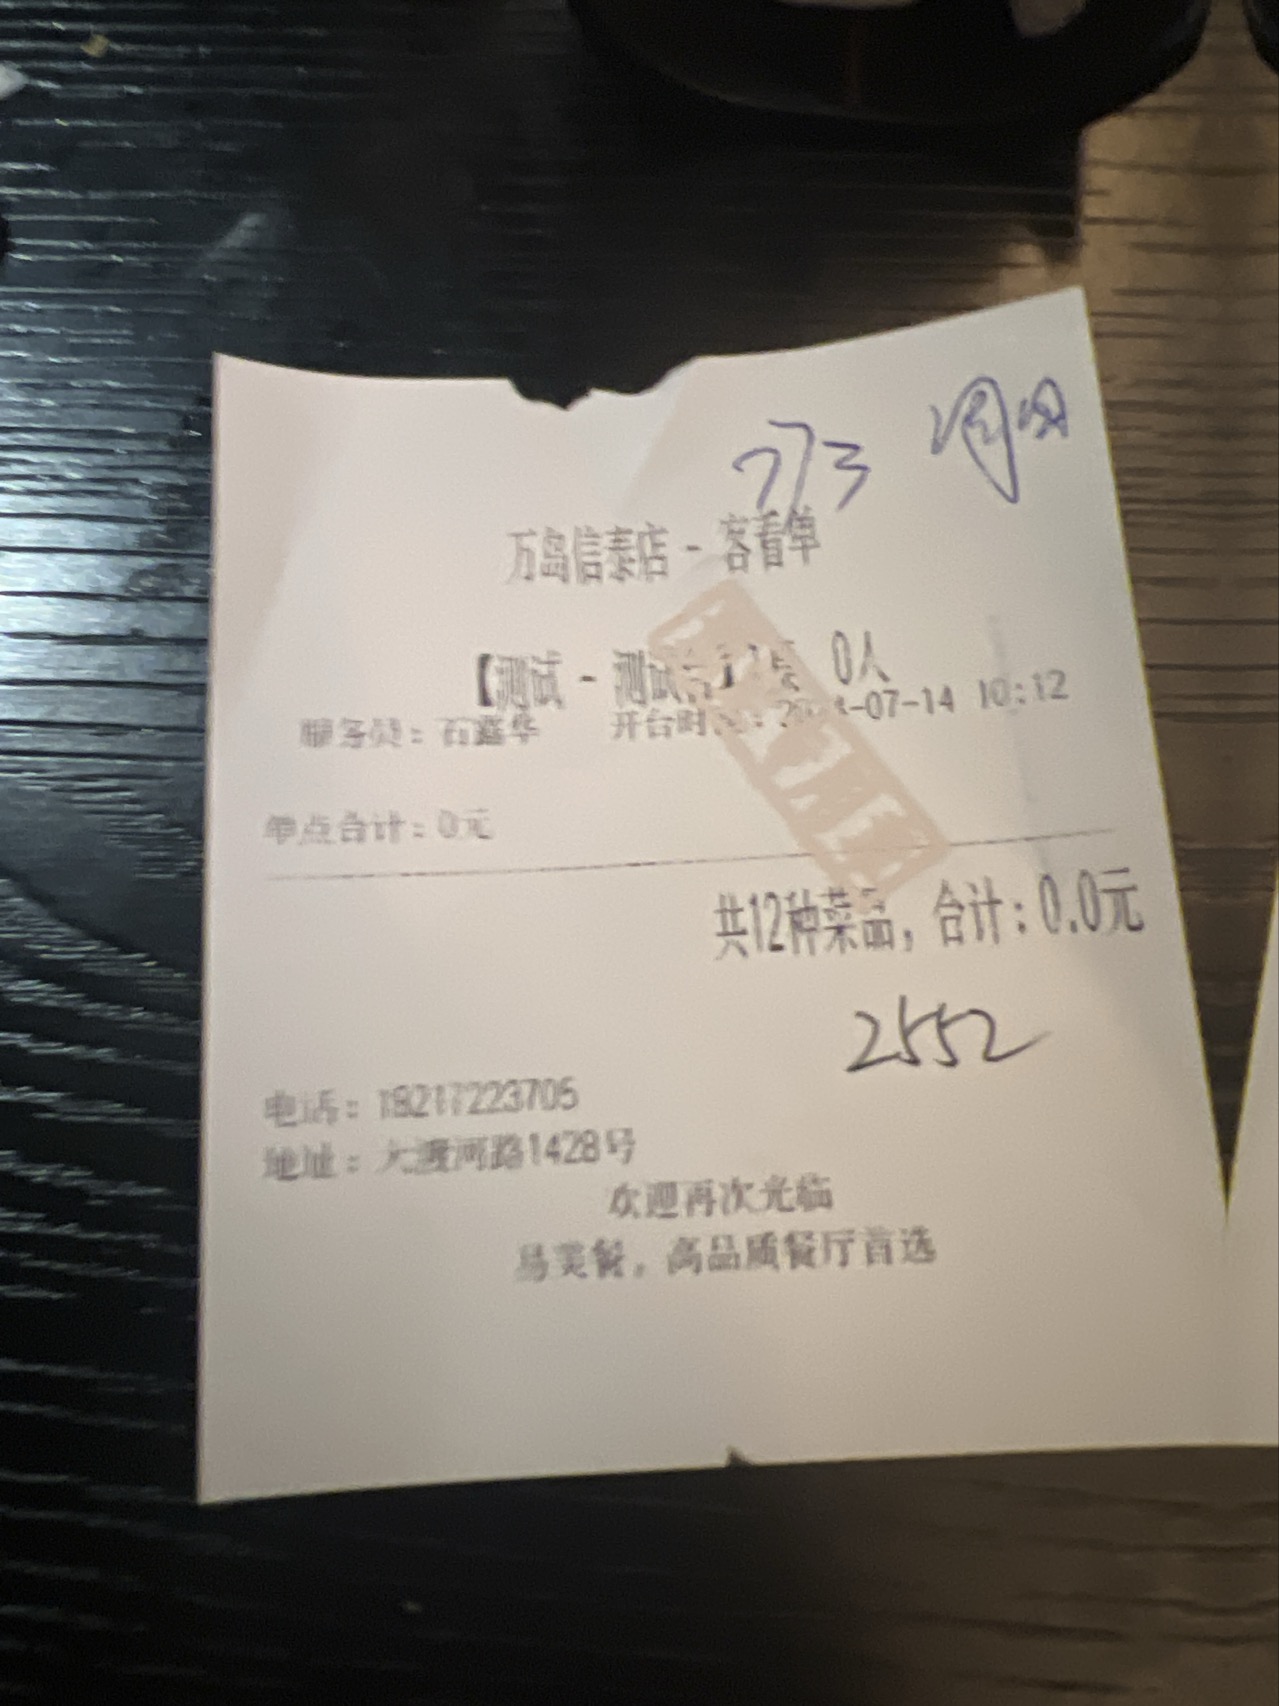 773
万岛信泰店 - 客看单
【测试 - 测试 0人
服务员：石 华 开台时 -07-14 10:12
单点合计：0元
共12种菜品，合计：0.0元
2552
电话：18217223705
地址：大渡河路1428号
欢迎再次光临
易美餐，高品质餐厅首选